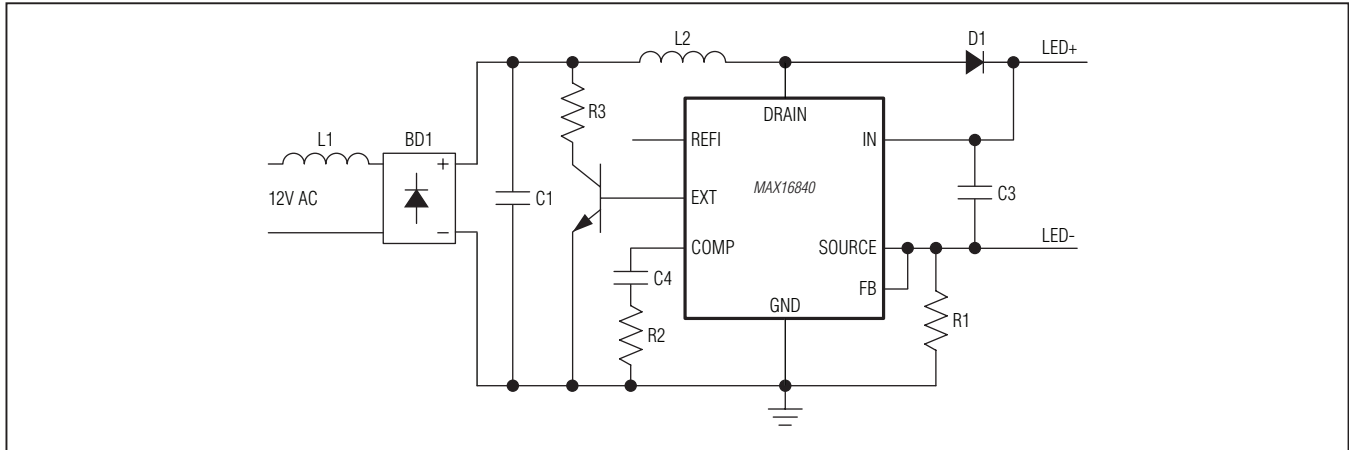 L2
D1
LED+
R3
DRAIN
L1
BD1
REFI
IN
+
12V AC
C1
MAX16840
EXT
C3
−
COMP
SOURCE
LED-
C4
FB
GND
R2
R1